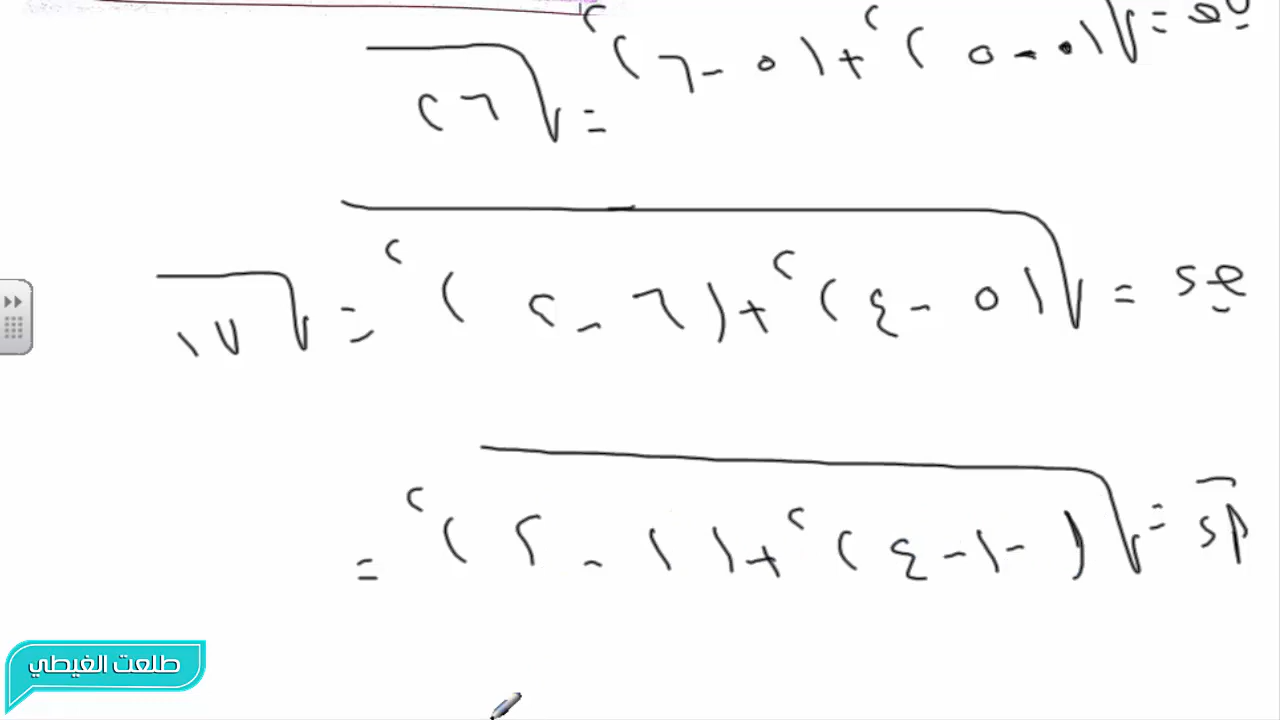 = √(٠ - ٥)² + (٥ - ٦)² = √٢٦
جـ د = √(٥ - ٤)² + (٦ - ٢)² = √١٧
أ د = √(-١ - ٤)² + (١ - ٢)² =
طلعت الغيطي